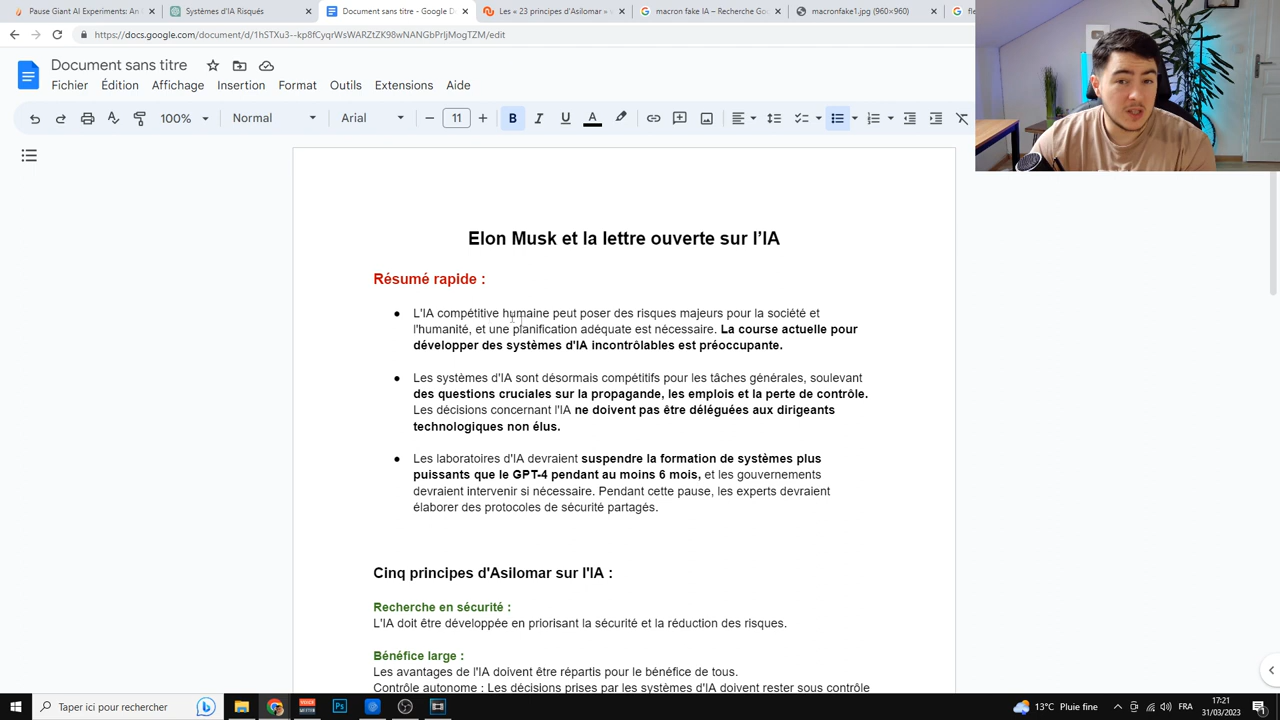 Pause Giant AI Experiments: An
Systèmes d'IA Risqués
Document sans titre - Google D
Les « 23 principes d'Asilomar »
macron fake IA – Recherche Goo
macronfake1.jpg (960×960)
https://docs.google.com/document/d/1hSTXu3--kp8fCyqrWsWARZtZK98wNANGbPrIjMogTZM/edit
Document sans titre
Fichier Édition Affichage Insertion Format Outils Extensions Aide
100% Normal Arial 11
Elon Musk et la lettre ouverte sur l'IA
Résumé rapide :
● L'IA compétitive humaine peut poser des risques majeurs pour la société et
l'humanité, et une planification adéquate est nécessaire. La course actuelle pour
développer des systèmes d'IA incontrôlables est préoccupante.
● Les systèmes d'IA sont désormais compétitifs pour les tâches générales, soulevant
des questions cruciales sur la propagande, les emplois et la perte de contrôle.
Les décisions concernant l'IA ne doivent pas être déléguées aux dirigeants
technologiques non élus.
● Les laboratoires d'IA devraient suspendre la formation de systèmes plus
puissants que le GPT-4 pendant au moins 6 mois, et les gouvernements
devraient intervenir si nécessaire. Pendant cette pause, les experts devraient
élaborer des protocoles de sécurité partagés.
Cinq principes d'Asilomar sur l'IA :
Recherche en sécurité :
L'IA doit être développée en priorisant la sécurité et la réduction des risques.
Bénéfice large :
Les avantages de l'IA doivent être répartis pour le bénéfice de tous.
Contrôle autonome : Les décisions prises par les systèmes d'IA doivent rester sous contrôle
Taper ici pour rechercher
13°C Pluie fine
FRA
17:21
31/03/2023